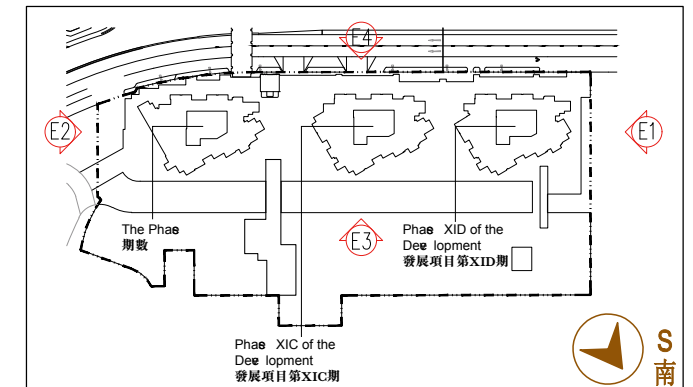 E4
E2
E1
The Phase
期數
E3
Phase XID of the
Development
發展項目第XID期
Phase XIC of the
Development
發展項目第XIC期
S
南